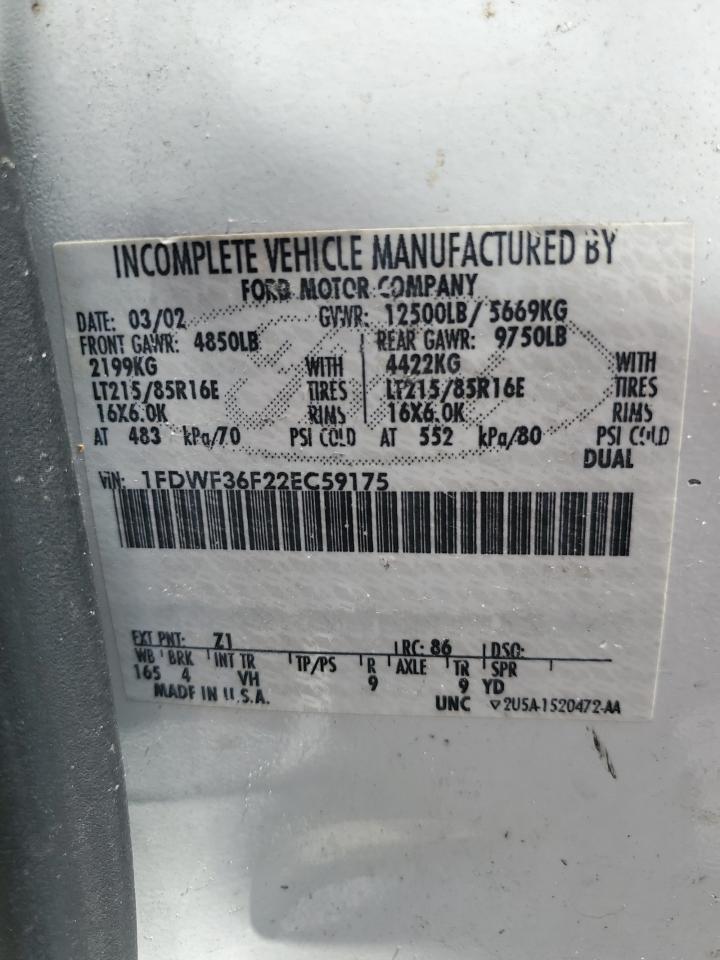 INCOMPLETE VEHICLE MANUFACTURED BY
FORD MOTOR COMPANY
DATE: 03/02 GVWR: 12500LB/ 5669KG
FRONT GAWR: 4850LB REAR GAWR: 9750LB
2199KG WITH 4422KG WITH
LT215/85R16E TIRES LT215/85R16E TIRES
16X6.0K RIMS 16X6.0K RIMS
AT 483 kPa/70 PSI COLD AT 552 kPa/80 PSI COLD
DUAL
VIN: 1FDWF36F22EC59175
EXT PNT: Z1 RC: 86 DSO:
WB BRK INT TR TP/PS R AXLE TR SPR
165 4 VH 9 9 YD
MADE IN U.S.A. UNC ▽2U5A-1520472-AA